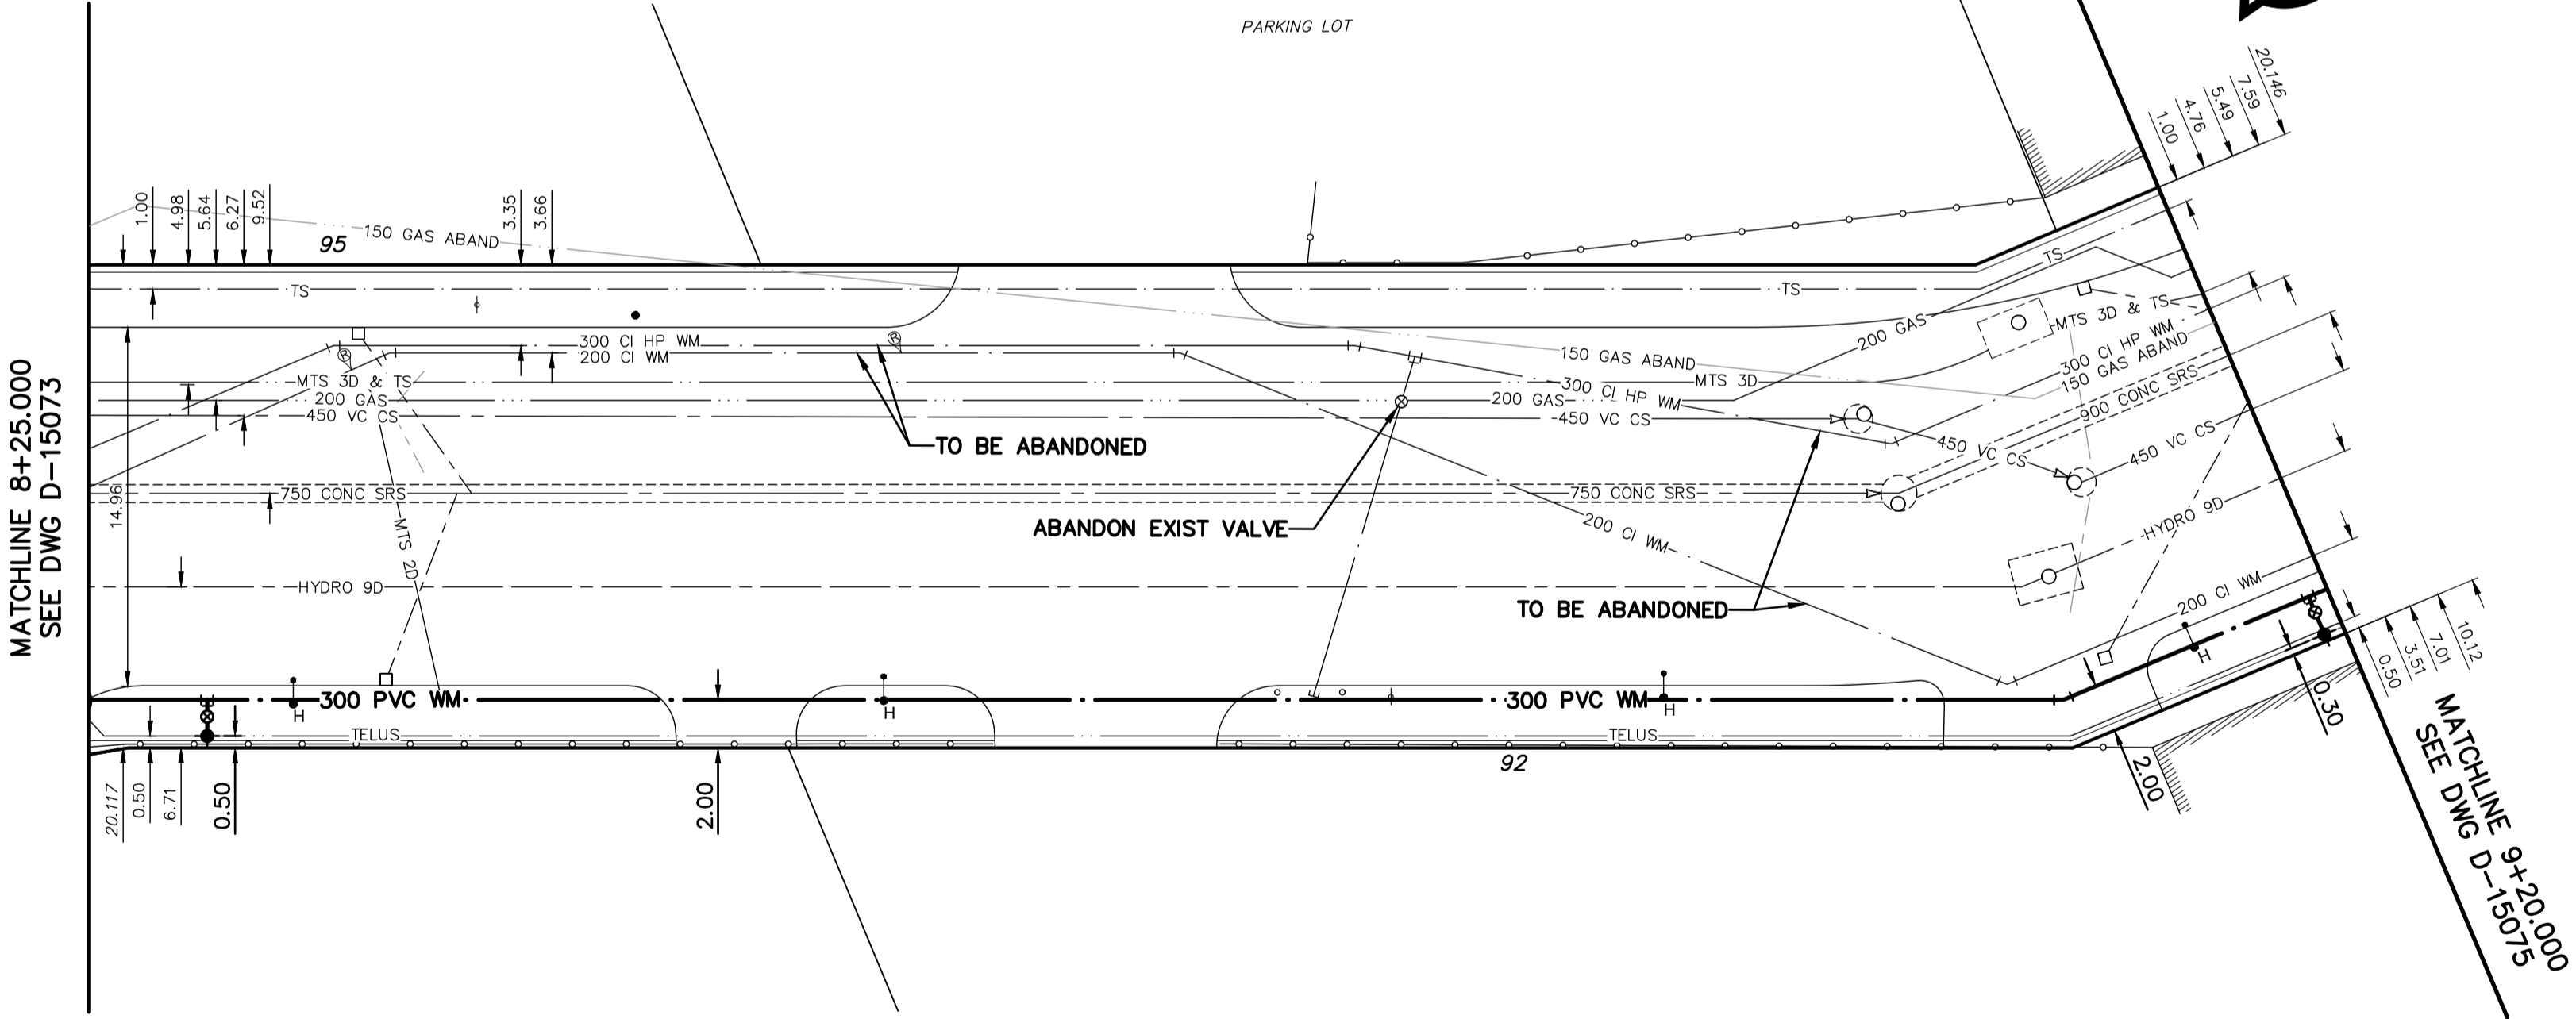 PARKING LOT
20.146
7.59
5.49
4.76
1.00
1.00
4.98
5.64
6.27
9.52
3.35
3.66
95
150 GAS ABAND
TS
TS
TS
300 CI HP WM
200 CI WM
R
R
MTS 3D & TS
200 GAS
450 VC CS
150 GAS ABAND
300 CI HP WM
MTS 3D
200 GAS
450 VC CS
200 GAS
MTS 3D & TS
300 CI HP WM
150 GAS ABAND
900 CONC SRS
450 VC CS
450 VC CS
TO BE ABANDONED
MATCHLINE 8+25.000
SEE DWG D-15073
14.96
750 CONC SRS
750 CONC SRS
ABANDON EXIST VALVE
200 CI WM
HYDRO 9D
MTS 2D
HYDRO 9D
TO BE ABANDONED
200 CI WM
300 PVC WM
300 PVC WM
H
H
H
H
TELUS
TELUS
92
20.117
0.50
6.71
0.50
2.00
2.00
0.30
0.50
3.51
7.01
10.12
MATCHLINE 9+20.000
SEE DWG D-15075